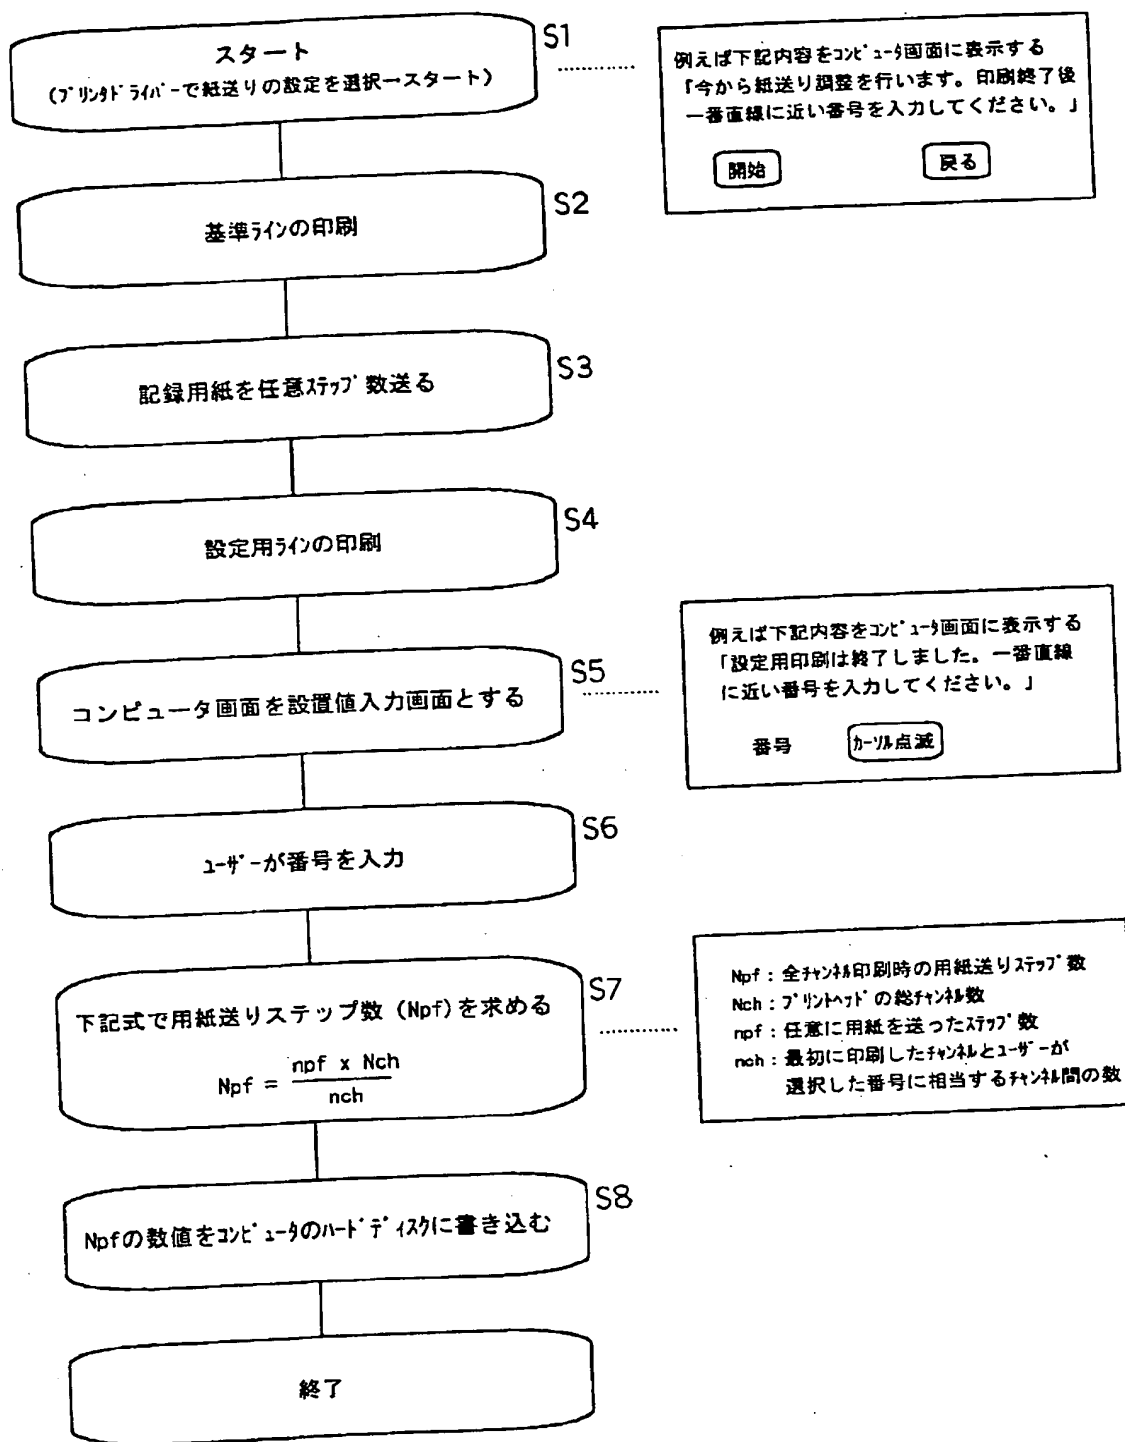 スタート
(ﾌﾟﾘﾝﾀﾄﾞﾗｲﾊﾞｰで紙送りの設定を選択→スタート)
S1
例えば下記内容をｺﾝﾋﾟｭｰﾀ画面に表示する
「今から紙送り調整を行います。印刷終了後
一番直線に近い番号を入力してください。」
開始
戻る
基準ﾗｲﾝの印刷
S2
記録用紙を任意ｽﾃｯﾌﾟ数送る
S3
設定用ﾗｲﾝの印刷
S4
コンピュータ画面を設置値入力画面とする
S5
例えば下記内容をｺﾝﾋﾟｭｰﾀ画面に表示する
「設定用印刷は終了しました。一番直線
に近い番号を入力してください。」
番号 ｶｰｿﾙ点滅
ﾕｰｻﾞｰが番号を入力
S6
下記式で用紙送りステップ数 (Npf)を求める
Npf = npf x Nch
nch
S7
Npf：全ﾁｬﾝﾈﾙ印刷時の用紙送りｽﾃｯﾌﾟ数
Nch：ﾌﾟﾘﾝﾄﾍｯﾄﾞの総ﾁｬﾝﾈﾙ数
npf：任意に用紙を送ったｽﾃｯﾌﾟ数
nch：最初に印刷したﾁｬﾝﾈﾙとﾕｰｻﾞｰが
選択した番号に相当するﾁｬﾝﾈﾙ間の数
Npfの数値をｺﾝﾋﾟｭｰﾀのﾊｰﾄﾞﾃﾞｨｽｸに書き込む
S8
終了